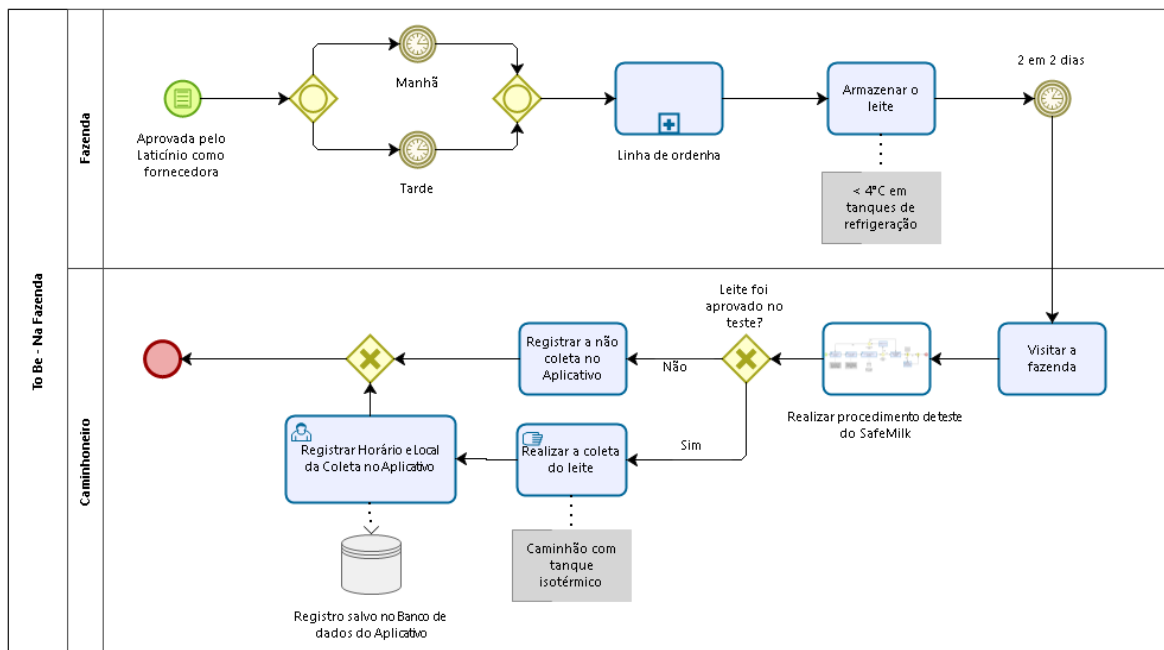 To Be - Na Fazenda
Fazenda
Aprovada pelo
Laticínio como
fornecedora
Manhã
Tarde
Linha de ordenha
Armazenar o
leite
< 4°C em
tanques de
refrigeração
2 em 2 dias
Caminhoneiro
Visitar a
fazenda
Realizar procedimento de teste
do SafeMilk
Leite foi
aprovado no
teste?
Não
Sim
Registrar a não
coleta no
Aplicativo
Realizar a coleta
do leite
Caminhão com
tanque
isotérmico
Registrar Horário e Local
da Coleta no Aplicativo
Registro salvo no Banco de
dados do Aplicativo